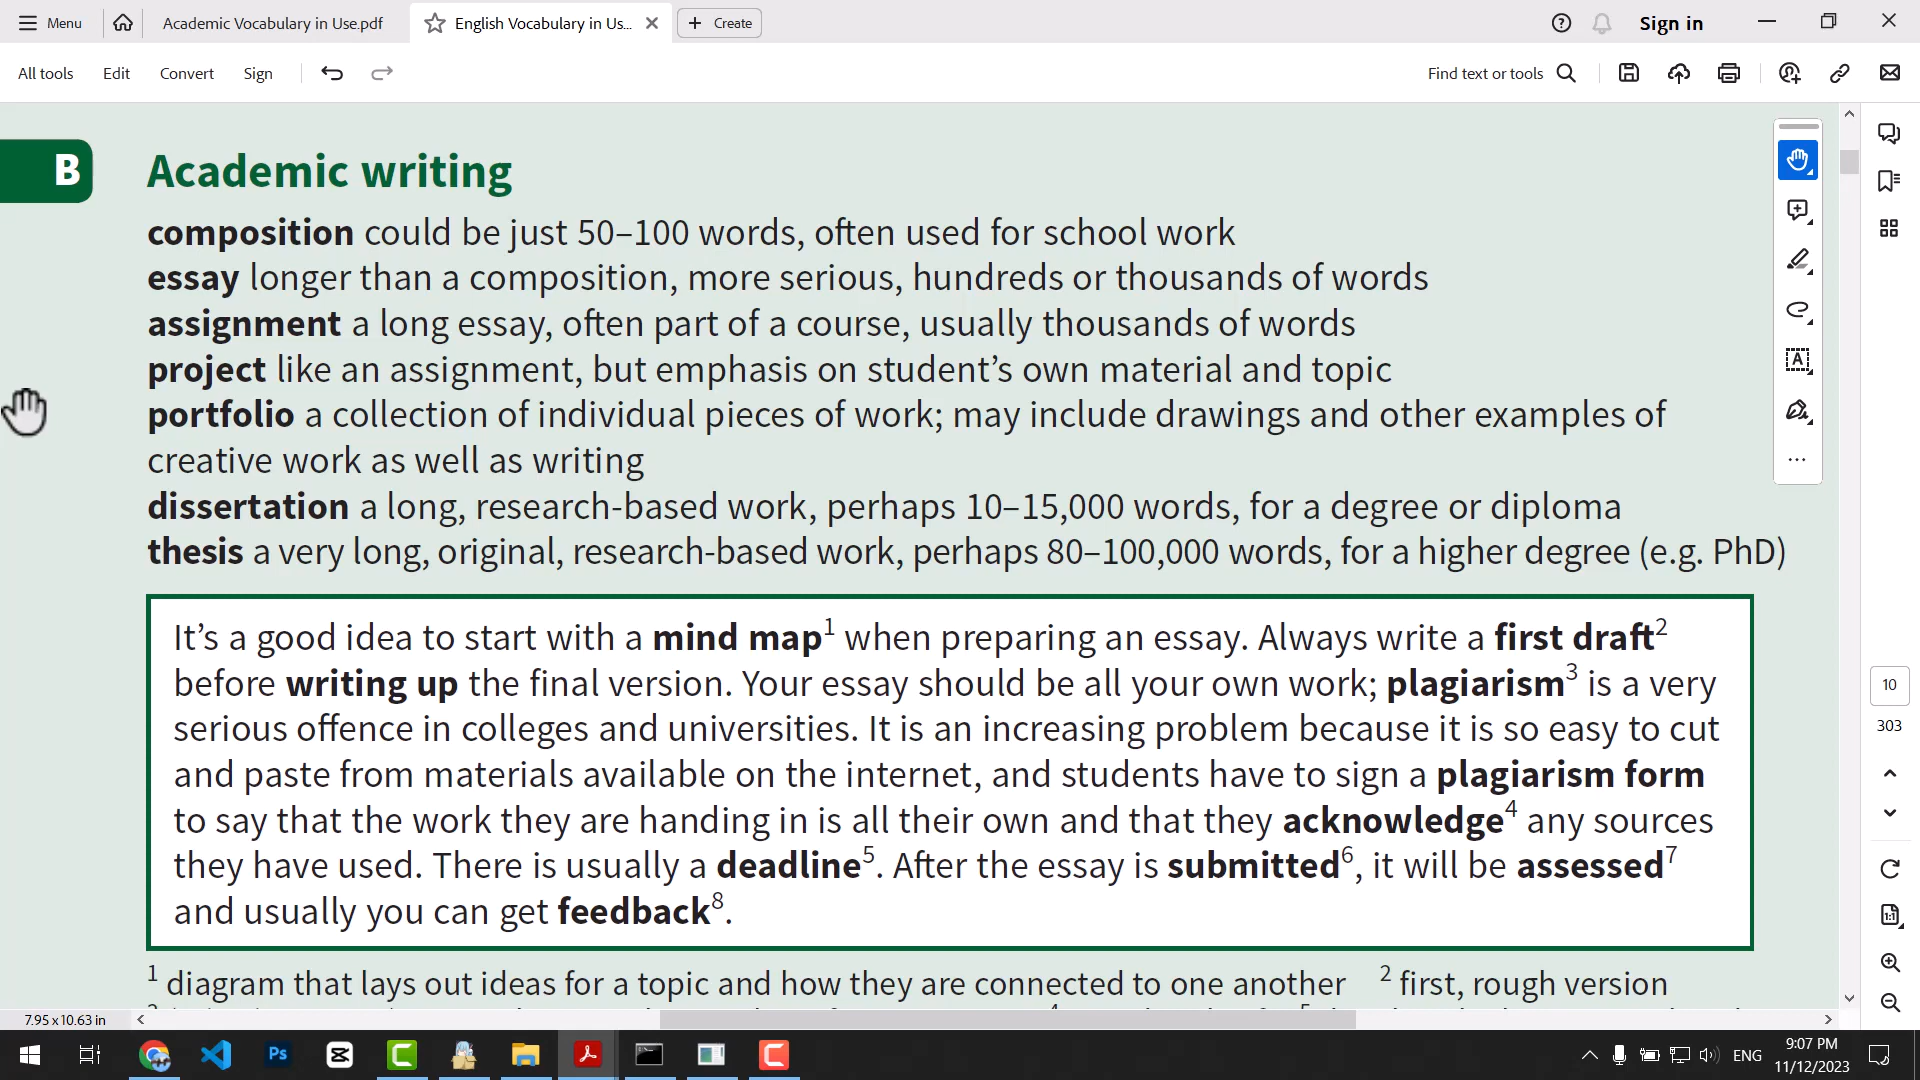 Menu
Academic Vocabulary in Use.pdf
English Vocabulary in Us...
Create
Sign in
All tools
Edit
Convert
Sign
Find text or tools
B
Academic writing
composition could be just 50–100 words, often used for school work
essay longer than a composition, more serious, hundreds or thousands of words
assignment a long essay, often part of a course, usually thousands of words
project like an assignment, but emphasis on student’s own material and topic
portfolio a collection of individual pieces of work; may include drawings and other examples of
creative work as well as writing
dissertation a long, research-based work, perhaps 10–15,000 words, for a degree or diploma
thesis a very long, original, research-based work, perhaps 80–100,000 words, for a higher degree (e.g. PhD)
It’s a good idea to start with a mind map1 when preparing an essay. Always write a first draft2
before writing up the final version. Your essay should be all your own work; plagiarism3 is a very
serious offence in colleges and universities. It is an increasing problem because it is so easy to cut
and paste from materials available on the internet, and students have to sign a plagiarism form
to say that the work they are handing in is all their own and that they acknowledge4 any sources
they have used. There is usually a deadline5. After the essay is submitted6, it will be assessed7
and usually you can get feedback8.
1 diagram that lays out ideas for a topic and how they are connected to one another 2 first, rough version
10
303
7.95 x 10.63 in
Ps
ENG
9:07 PM
11/12/2023